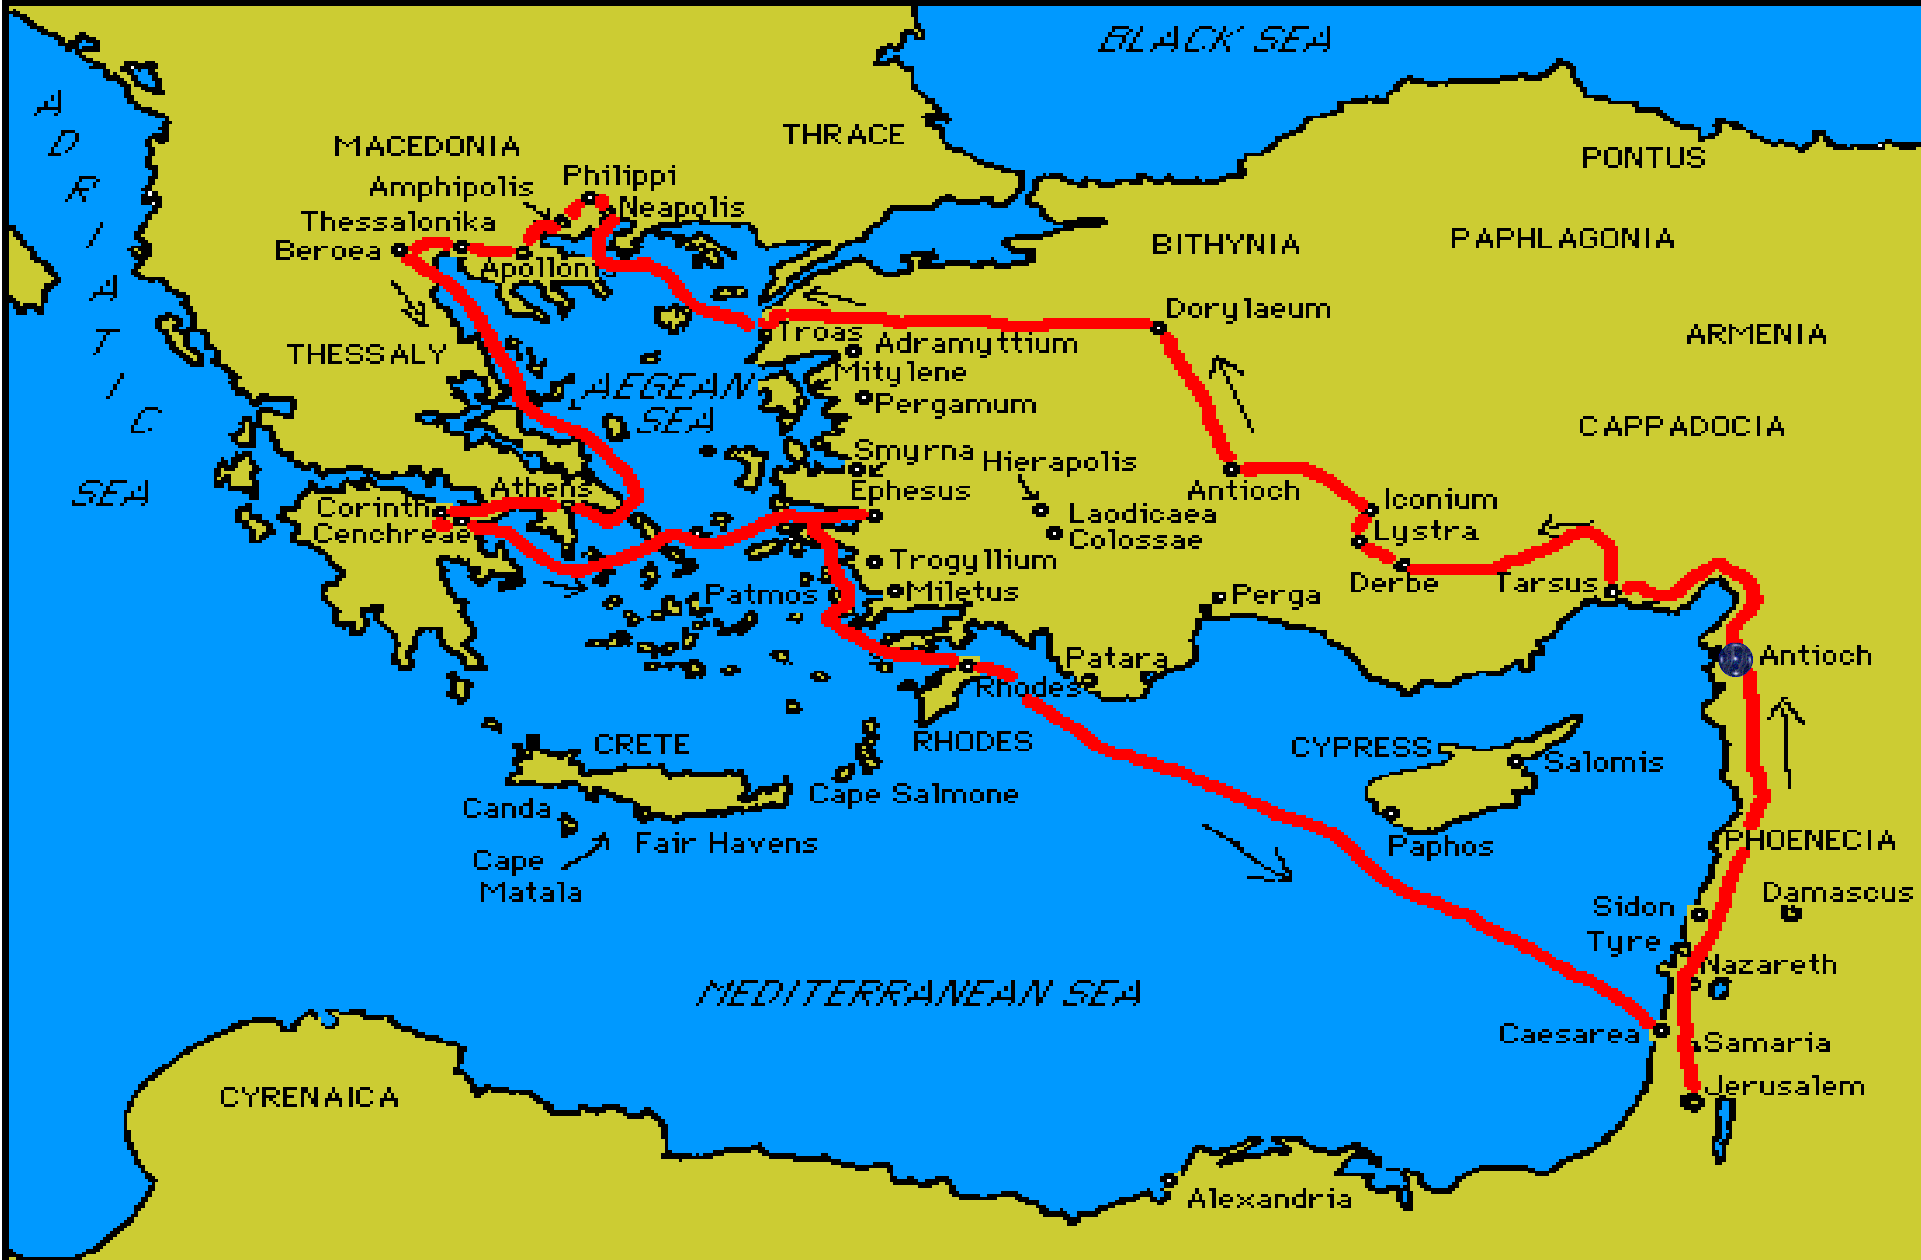 BLACK SEA
ADRIATIC
SEA
MACEDONIA
THRACE
PONTUS
Philippi
Amphipolis
Neapolis
Thessalonika
Beroea
Apollonia
BITHYNIA
PAPHLAGONIA
Dorylaeum
Troas
Adramyttium
ARMENIA
THESSALY
Mitylene
AEGEAN
SEA
Pergamum
CAPPADOCIA
Smyrna
Hierapolis
Ephesus
Athens
Antioch
Iconium
Corinth
Cenchreae
Laodicaea
Lystra
Colossae
Trogyllium
Derbe
Tarsus
Patmos
Miletus
Perga
Patara
Antioch
Rhodes
RHODES
CRETE
CYPRESS
Salomis
Cape Salmone
Canda
Fair Havens
Cape
Matala
Paphos
PHOENECIA
Damascus
Sidon
Tyre
Nazareth
MEDITERRANEAN SEA
Caesarea
Samaria
Jerusalem
CYRENAICA
Alexandria